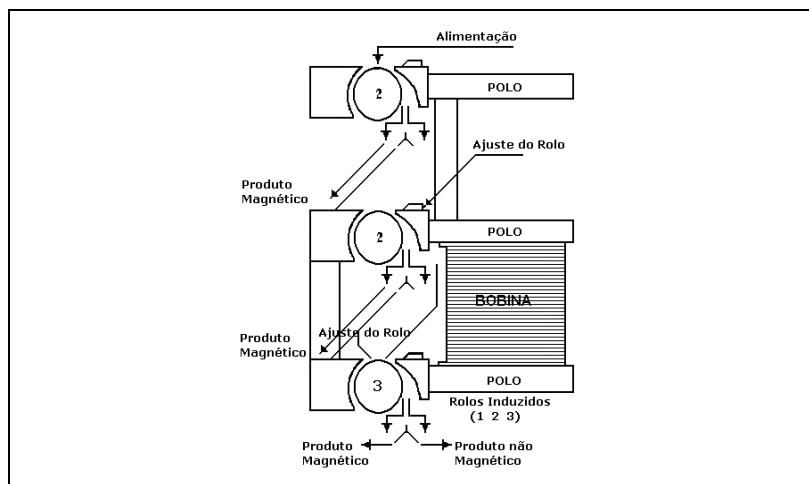 Alimentação
2
POLO
Ajuste do Rolo
Produto
Magnético
2
POLO
BOBINA
Ajuste do Rolo
Produto
Magnético
3
POLO
Rolos Induzidos
(1 2 3)
Produto
Magnético
Produto não
Magnético